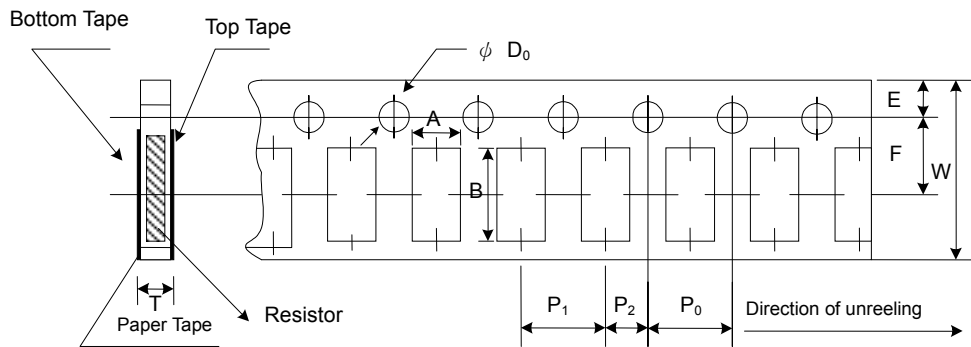 Bottom Tape
Top Tape
ψ D₀
E
A
F
B
W
T
Paper Tape
Resistor
P₁
P₂
P₀
Direction of unreeling